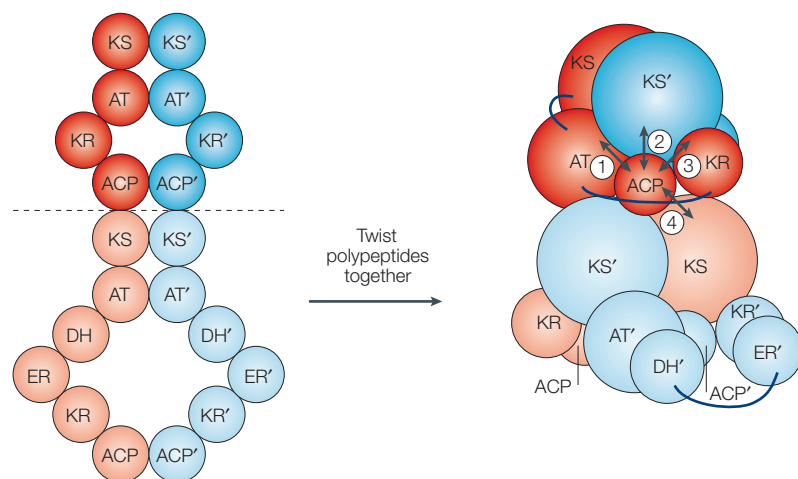 KS KS′
AT AT′
KR KR′
ACP ACP′
KS KS′
AT AT′
DH DH′
ER ER′
KR KR′
ACP ACP′
Twist
polypeptides
together
KS
KS′
2
AT 1 3 KR
ACP
4
KS′ KS
KR AT′ KR′
DH′ ER′
ACP ACP′